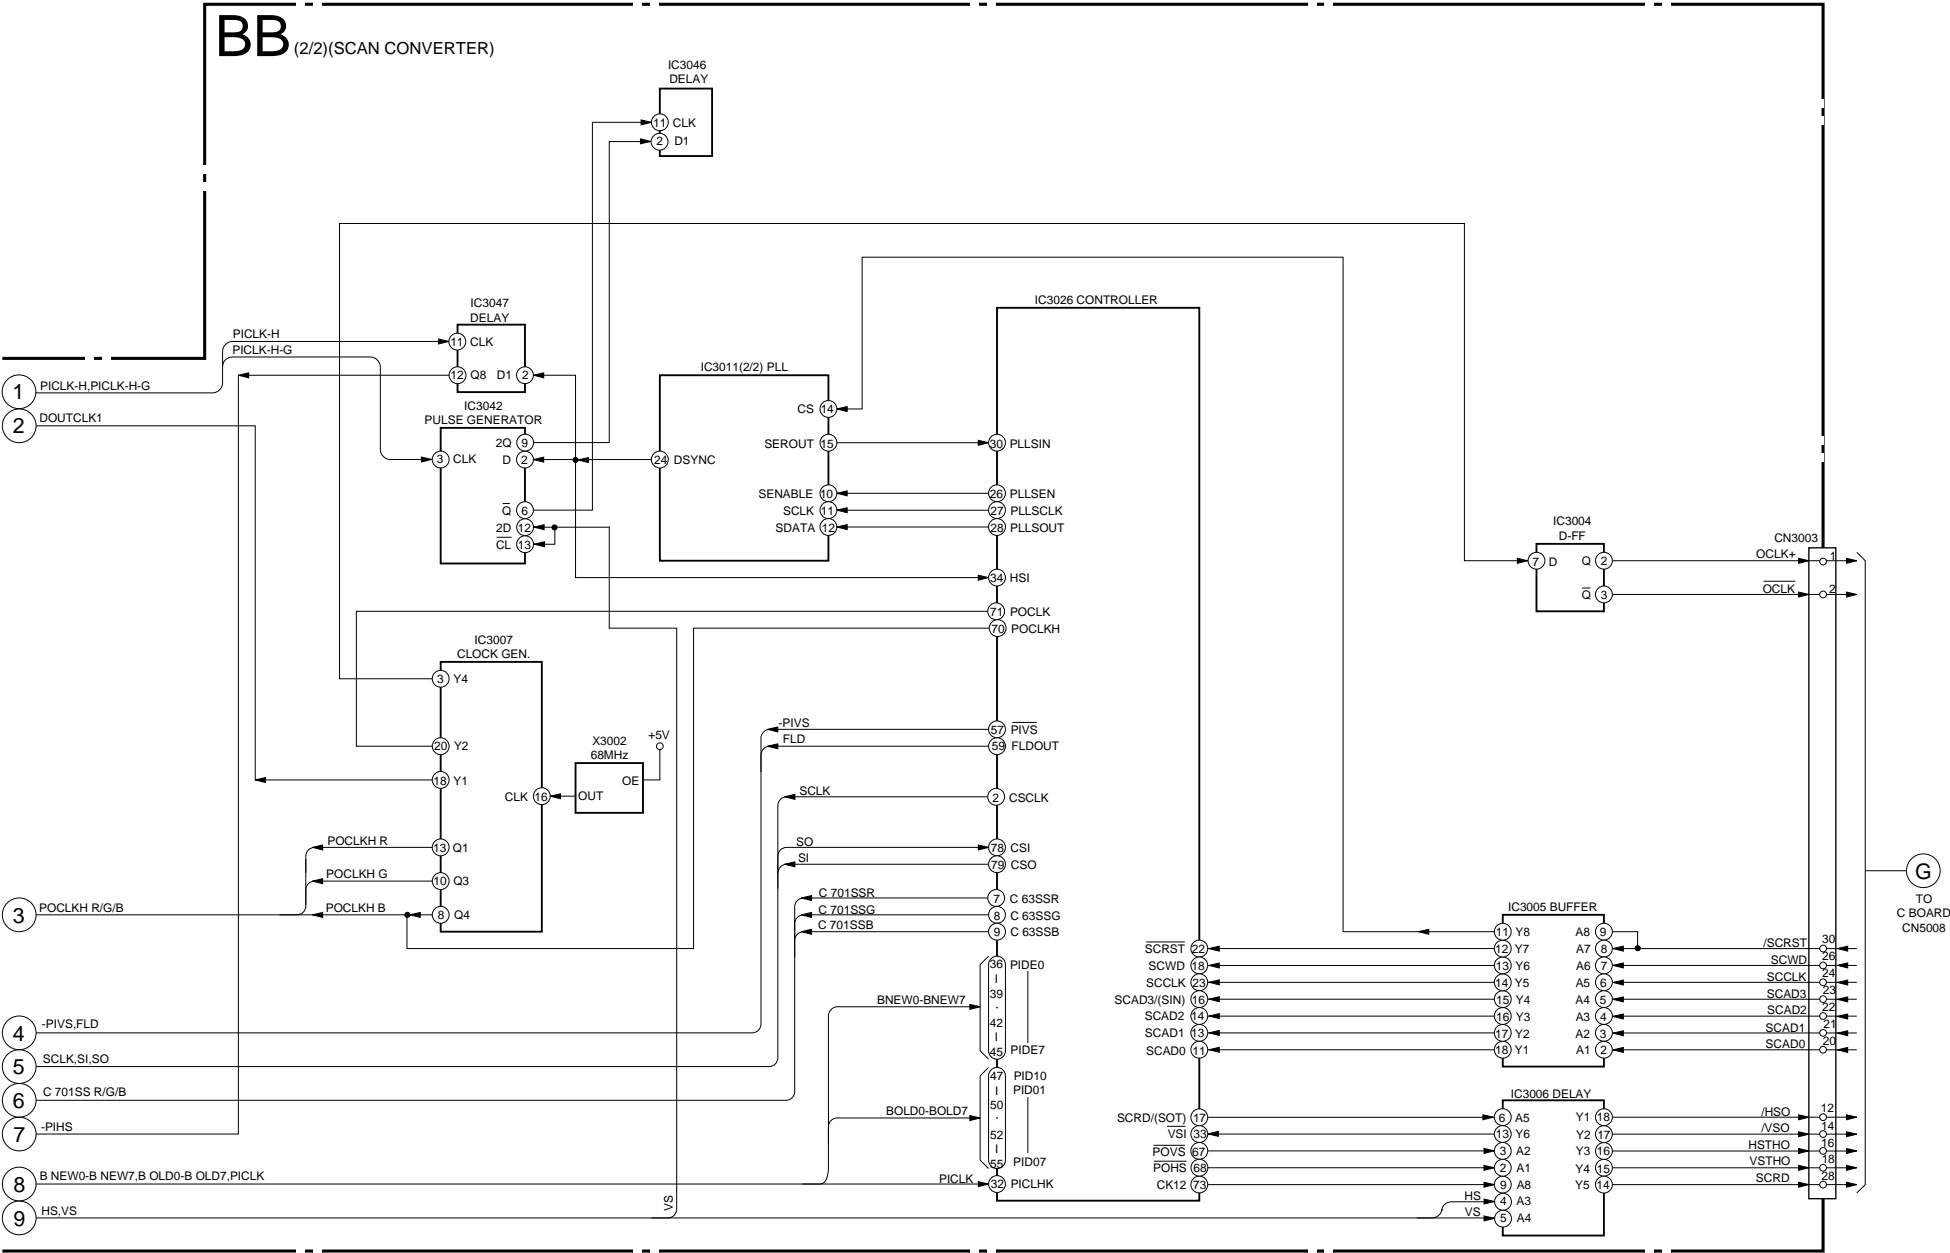 BB (2/2)(SCAN CONVERTER)
IC3046
DELAY
11 CLK
2 D1
IC3047
DELAY
PICLK-H
11 CLK
PICLK-H-G
12 Q8 D1 2
1 PICLK-H,PICLK-H-G
2 DOUTCLK1
IC3042
PULSE GENERATOR
2Q 9
3 CLK D 2
Q 6
2D 12
CL 13
IC3011(2/2) PLL
CS 14
SEROUT 15
24 DSYNC
SENABLE 10
SCLK 11
SDATA 12
IC3026 CONTROLLER
30 PLLSIN
26 PLLSEN
27 PLLSCLK
28 PLLSOUT
34 HSI
71 POCLK
70 POCLKH
57 PIVS
59 FLDOUT
2 CSCLK
78 CSI
79 CSO
7 C 63SSR
8 C 63SSG
9 C 63SSB
36 PIDE0
39
42
45 PIDE7
47 PID10
PID01
50
52
55 PID07
32 PICLHK
-PIVS
FLD
SCLK
SO
SI
C 701SSR
C 701SSG
C 701SSB
BNEW0-BNEW7
BOLD0-BOLD7
PICLK
IC3007
CLOCK GEN.
3 Y4
20 Y2
18 Y1
CLK 16
13 Q1
10 Q3
8 Q4
X3002
68MHz
+5V
OE
OUT
POCLKH R
POCLKH G
POCLKH B
3 POCLKH R/G/B
4 -PIVS,FLD
5 SCLK,SI,SO
6 C 701SS R/G/B
7 -PIHS
8 B NEW0-B NEW7,B OLD0-B OLD7,PICLK
9 HS,VS
VS
SCRST 22
SCWD 18
SCCLK 23
SCAD3/(SIN) 16
SCAD2 14
SCAD1 13
SCAD0 11
SCRD/(SOT) 17
VSI 33
POVS 67
POHS 68
CK12 73
HS
VS
IC3004
D-FF
7 D Q 2
Q 3
CN3003
OCLK+ 1
OCLK 2
IC3005 BUFFER
11 Y8 A8 9
12 Y7 A7 8
13 Y6 A6 7
14 Y5 A5 6
15 Y4 A4 5
16 Y3 A3 4
17 Y2 A2 3
18 Y1 A1 2
/SCRST 30
SCWD 26
SCCLK 24
SCAD3 23
SCAD2 22
SCAD1 21
SCAD0 20
IC3006 DELAY
6 A5 Y1 18
13 Y6 Y2 17
3 A2 Y3 16
2 A1 Y4 15
9 A8 Y5 14
4 A3
5 A4
/HSO 12
/VSO 14
HSTHO 16
VSTHO 18
SCRD 28
G
TO
C BOARD
CN5008